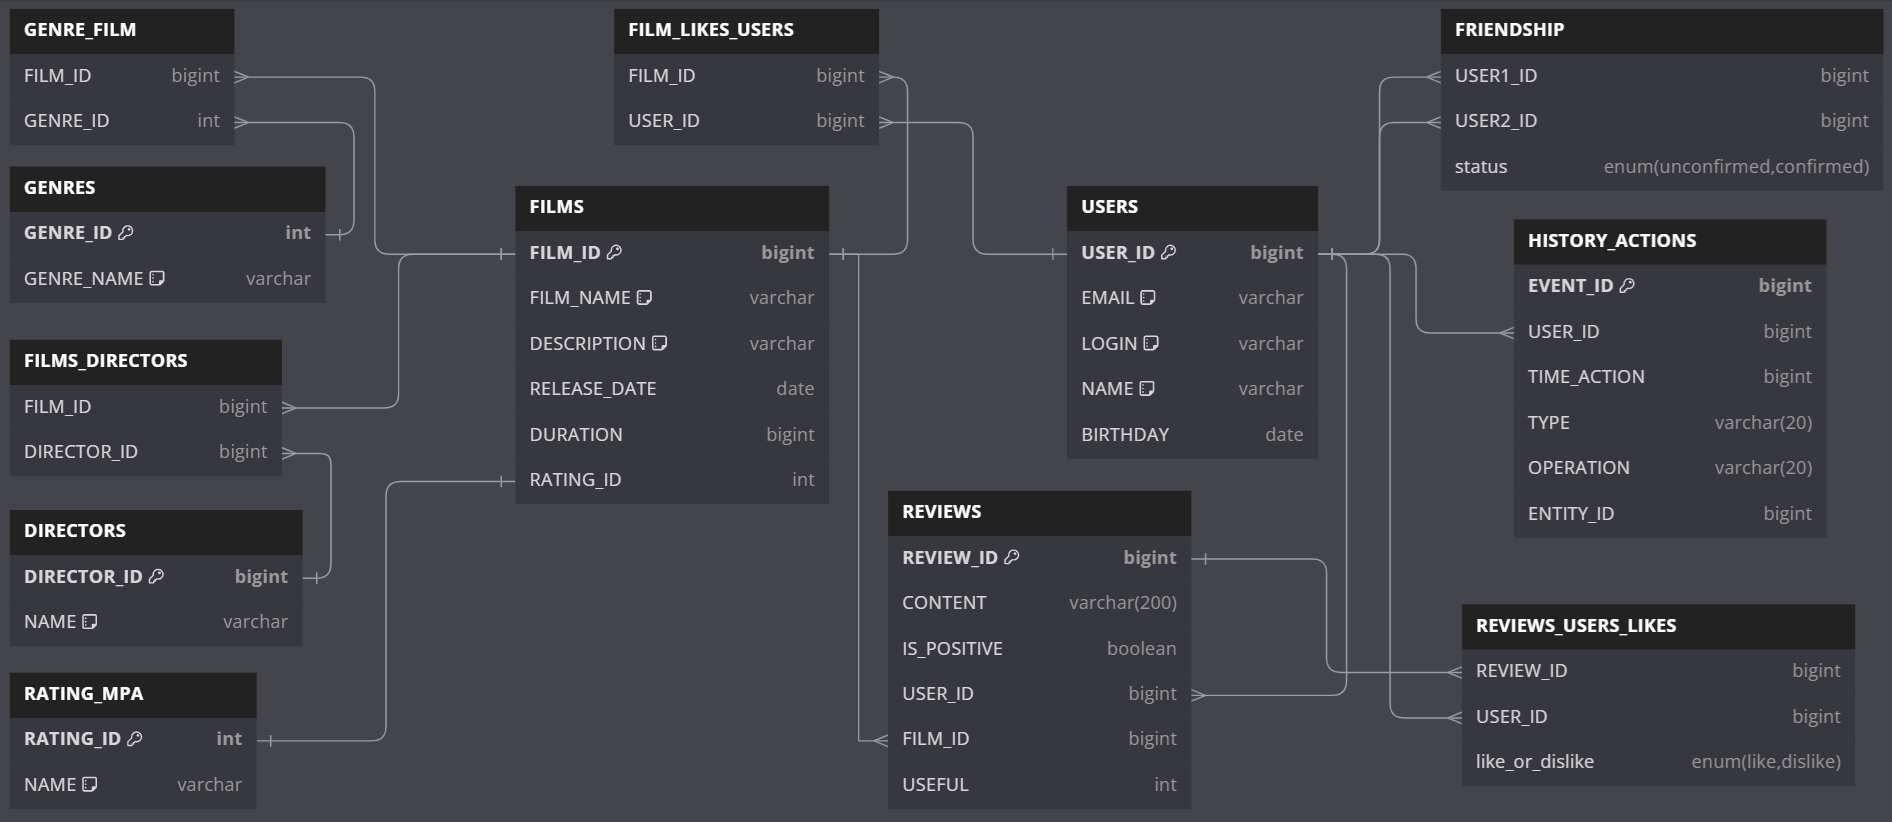 GENRE_FILM
FILM_ID bigint
GENRE_ID int
GENRES
GENRE_ID int
GENRE_NAME varchar
FILMS_DIRECTORS
FILM_ID bigint
DIRECTOR_ID bigint
DIRECTORS
DIRECTOR_ID bigint
NAME varchar
RATING_MPA
RATING_ID int
NAME varchar
FILM_LIKES_USERS
FILM_ID bigint
USER_ID bigint
FILMS
FILM_ID bigint
FILM_NAME varchar
DESCRIPTION varchar
RELEASE_DATE date
DURATION bigint
RATING_ID int
USERS
USER_ID bigint
EMAIL varchar
LOGIN varchar
NAME varchar
BIRTHDAY date
REVIEWS
REVIEW_ID bigint
CONTENT varchar(200)
IS_POSITIVE boolean
USER_ID bigint
FILM_ID bigint
USEFUL int
FRIENDSHIP
USER1_ID bigint
USER2_ID bigint
status enum(unconfirmed,confirmed)
HISTORY_ACTIONS
EVENT_ID bigint
USER_ID bigint
TIME_ACTION bigint
TYPE varchar(20)
OPERATION varchar(20)
ENTITY_ID bigint
REVIEWS_USERS_LIKES
REVIEW_ID bigint
USER_ID bigint
like_or_dislike enum(like,dislike)